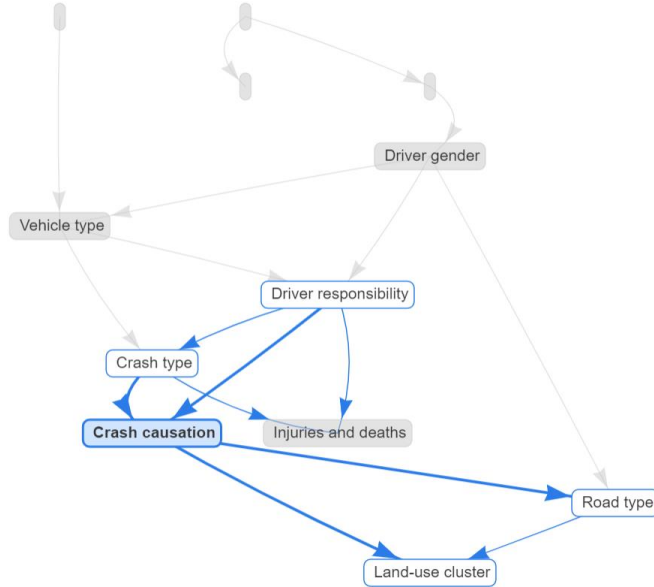 Driver gender
Vehicle type
Driver responsibility
Crash type
Crash causation
Injuries and deaths
Road type
Land-use cluster